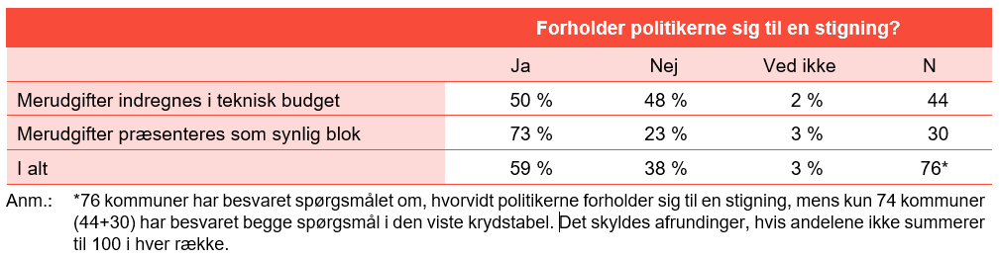 Forholder politikerne sig til en stigning?
Ja Nej Ved ikke N
Merudgifter indregnes i teknisk budget 50 % 48 % 2 % 44
Merudgifter præsenteres som synlig blok 73 % 23 % 3 % 30
I alt 59 % 38 % 3 % 76*
Anm.: *76 kommuner har besvaret spørgsmålet om, hvorvidt politikerne forholder sig til en stigning, mens kun 74 kommuner
(44+30) har besvaret begge spørgsmål i den viste krydstabel. Det skyldes afrundinger, hvis andelene ikke summerer
til 100 i hver række.